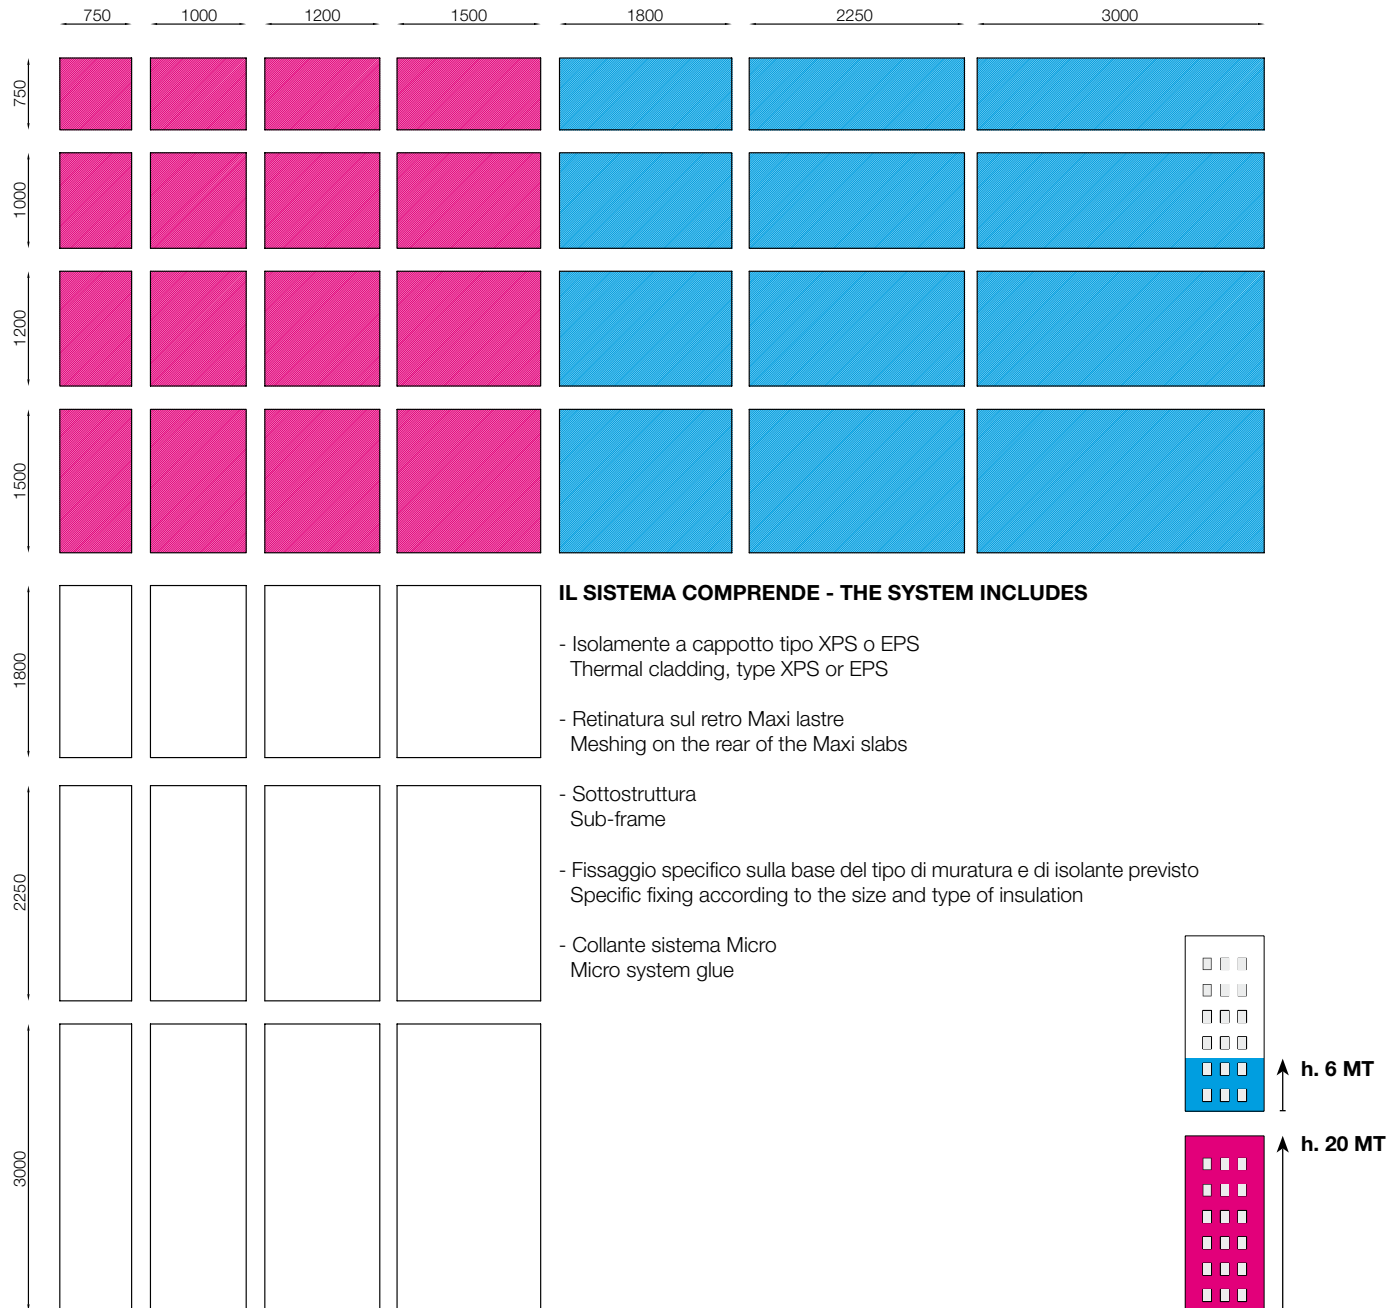 750 1000 1200 1500 1800 2250 3000
750
1000
1200
1500
1800
2250
3000
IL SISTEMA COMPRENDE - THE SYSTEM INCLUDES
- Isolamente a cappotto tipo XPS o EPS
Thermal cladding, type XPS or EPS
- Retinatura sul retro Maxi lastre
Meshing on the rear of the Maxi slabs
- Sottostruttura
Sub-frame
- Fissaggio specifico sulla base del tipo di muratura e di isolante previsto
Specific fixing according to the size and type of insulation
- Collante sistema Micro
Micro system glue
h. 6 MT
h. 20 MT